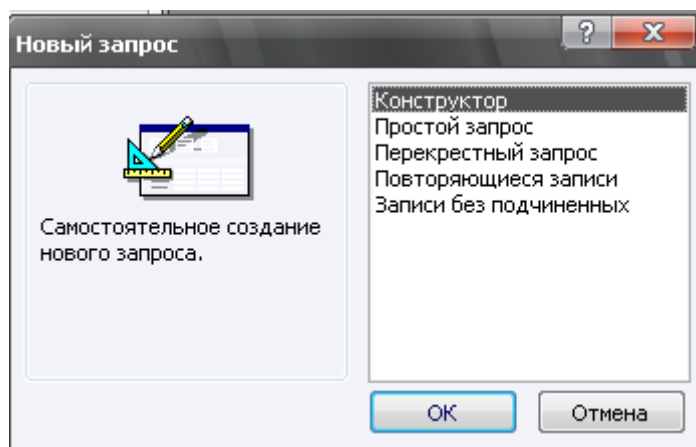 Новый запрос
?
X
Самостоятельное создание
нового запроса.
Конструктор
Простой запрос
Перекрестный запрос
Повторяющиеся записи
Записи без подчиненных
ОК
Отмена